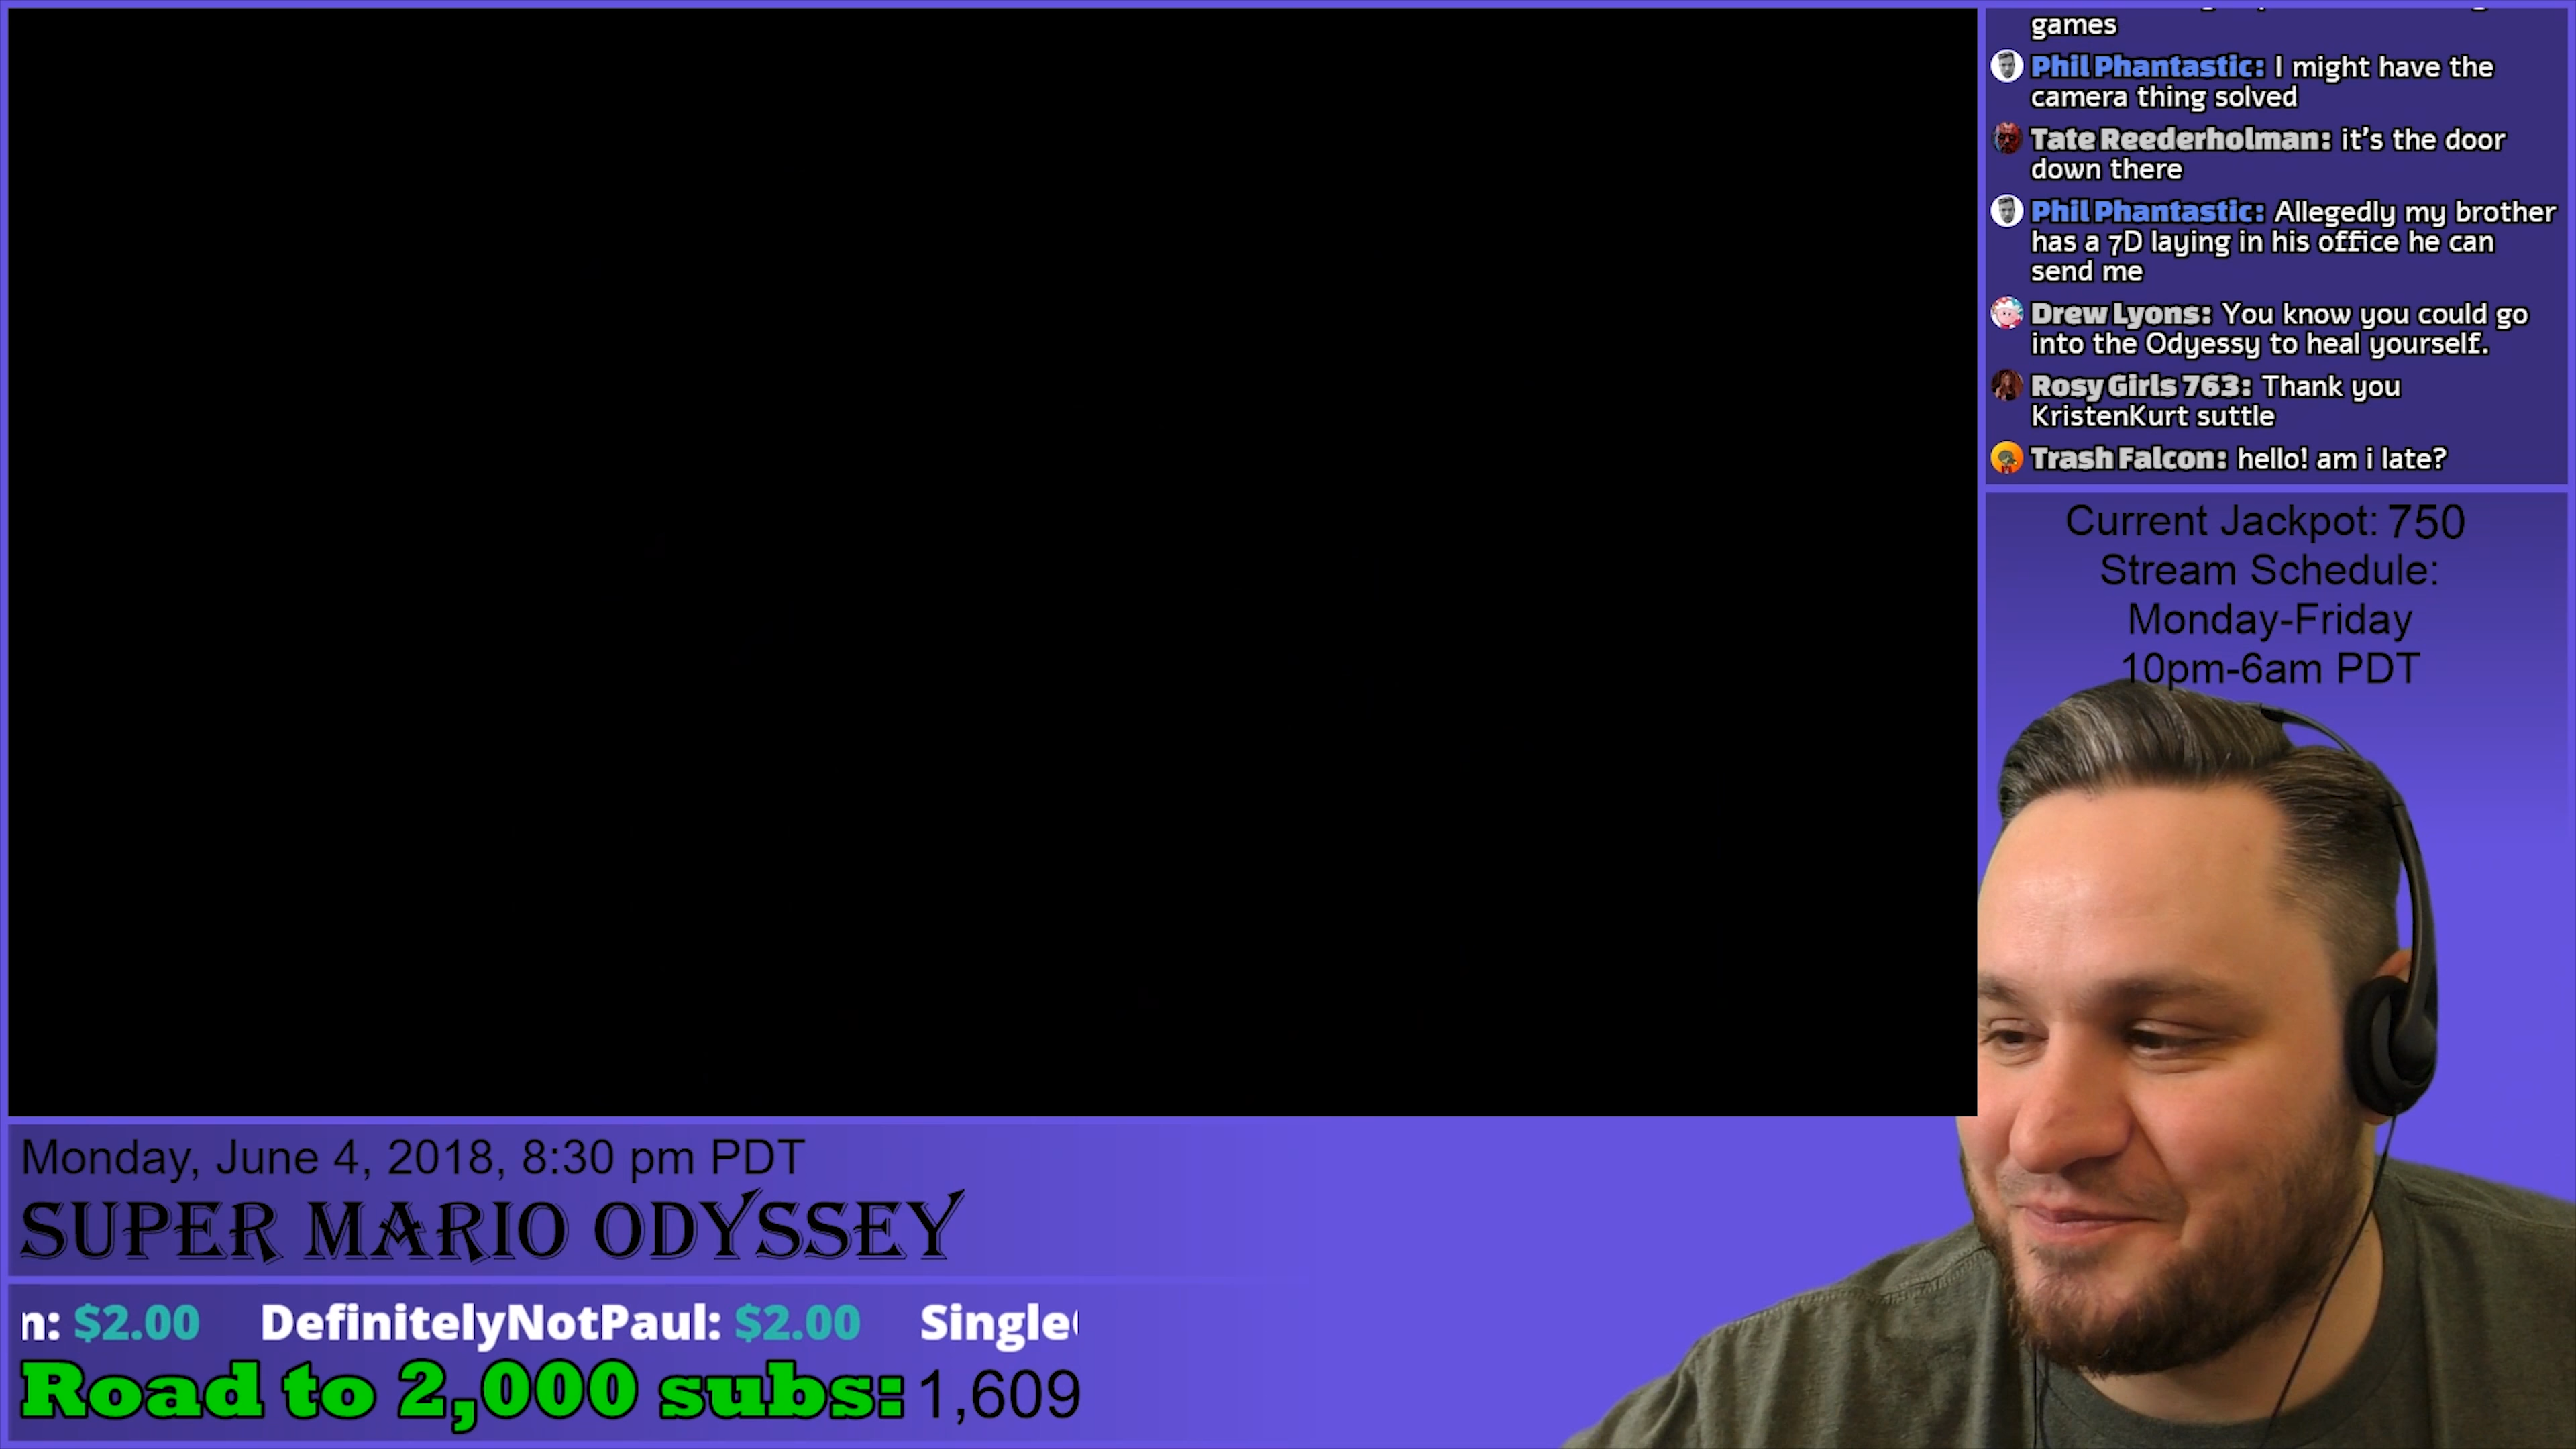 games
Phil Phantastic: I might have the
camera thing solved
Tate Reederholman: it's the door
down there
Phil Phantastic: Allegedly my brother
has a 7D laying in his office he can
send me
Drew Lyons: You know you could go
into the Odyessy to heal yourself.
Rosy Girls 763: Thank you
KristenKurt suttle
Trash Falcon: hello! am i late?
Current Jackpot: 750
Stream Schedule:
Monday-Friday
10pm-6am PDT
Monday, June 4, 2018, 8:30 pm PDT
SUPER MARIO ODYSSEY
n: $2.00 DefinitelyNotPaul: $2.00 Single
Road to 2,000 subs: 1,609